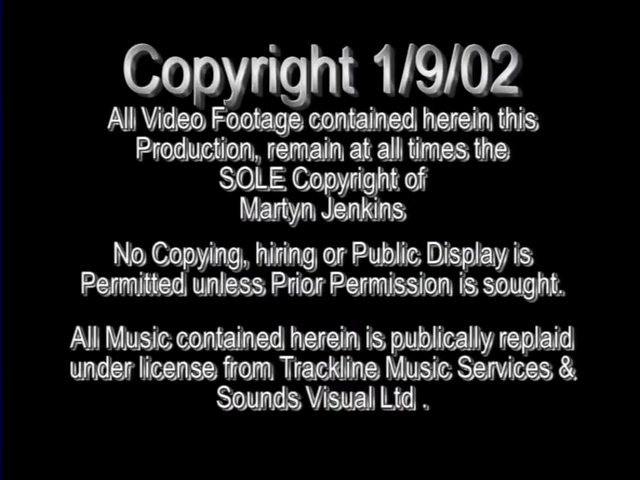 Copyright 1/9/02
All Video Footage contained herein this
Production, remain at all times the
SOLE Copyright of
Martyn Jenkins
No Copying, hiring or Public Display is
Permitted unless Prior Permission is sought.
All Music contained herein is publically replaid
under license from Trackline Music Services &
Sounds Visual Ltd .